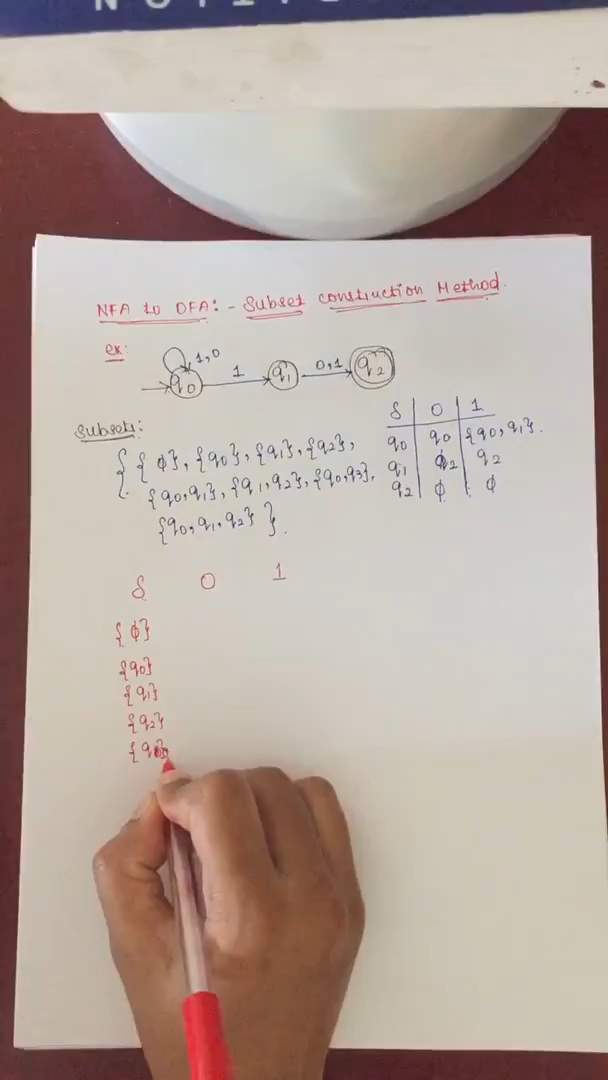 NFA to DFA:- Subset construction Method.
ex:
1,0
q0 1 q1 0,1 q2
subsets:
{ {ϕ}, {q0}, {q1}, {q2},
{q0,q1}, {q1,q2}, {q0,q3},
{q0,q1,q2} }.
δ 0 1
q0 q0 {q0,q1}.
q1 q2 q2
q2 ϕ ϕ
δ 0 1
{ϕ}
{q0}
{q1}
{q2}